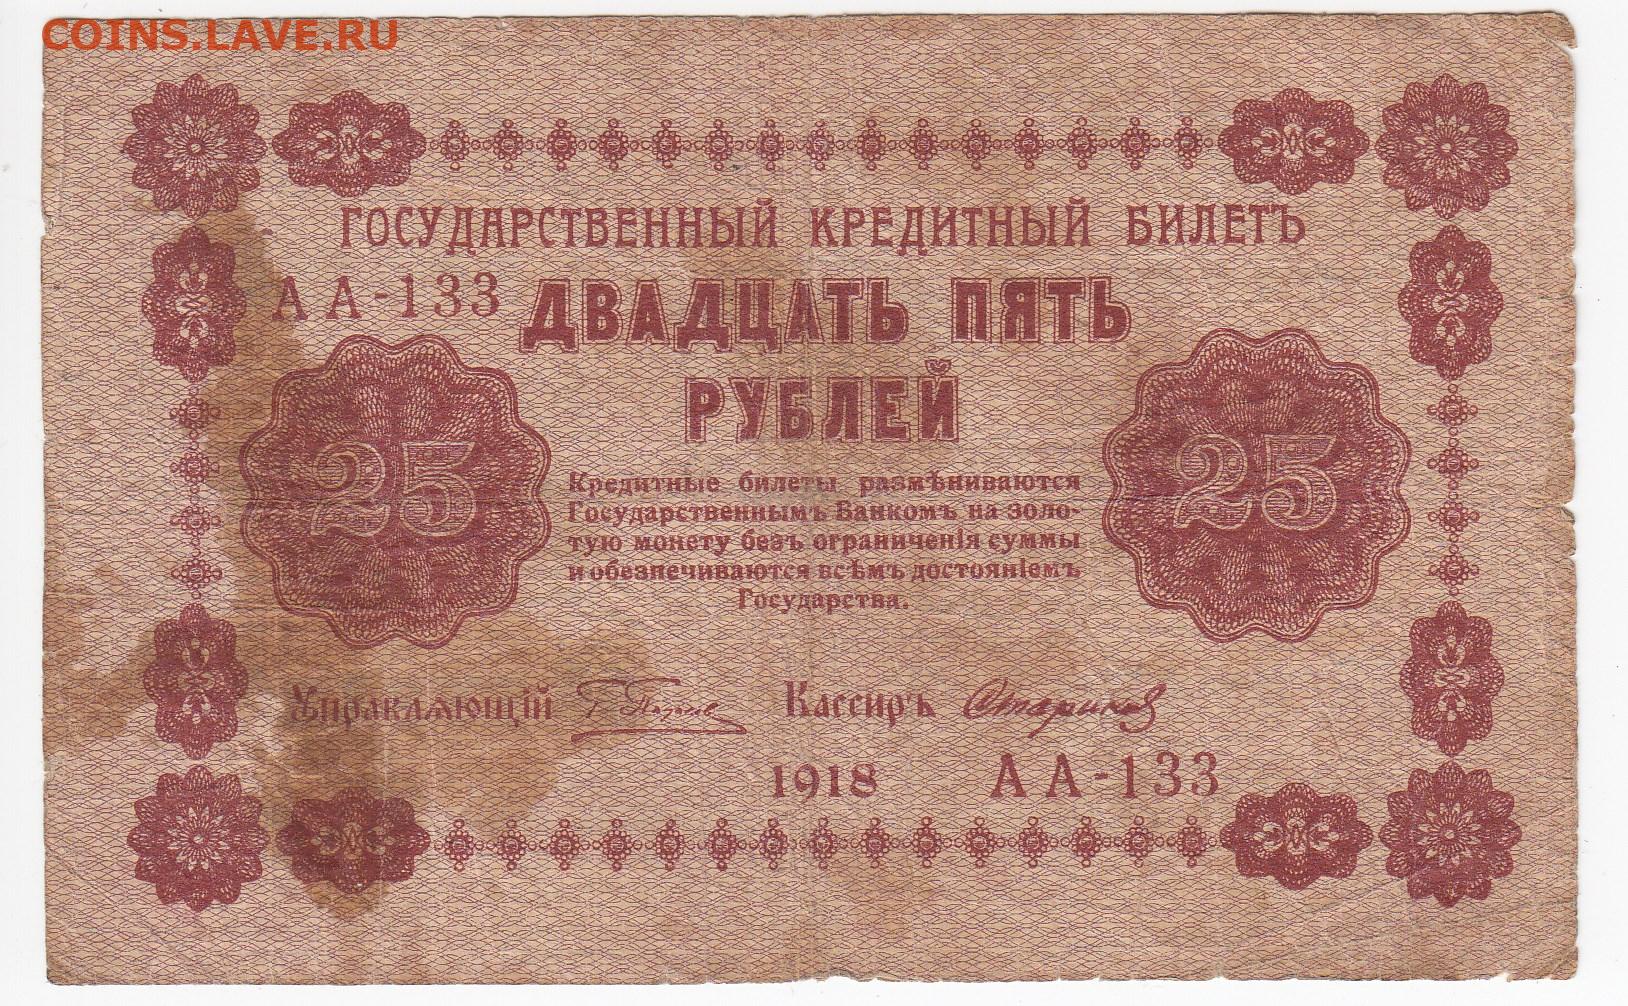 COINS.LAVE.RU
ГОСУДАРСТВЕННЫЙ КРЕДИТНЫЙ БИЛЕТЪ
АА-133
ДВАДЦАТЬ ПЯТЬ
РУБЛЕЙ
25
25
Кредитные билеты размѣниваются
Государственнымъ Банкомъ на золо-
тую монету безъ ограниченія суммы
и обезпечиваются всѣмъ достояніемъ
Государства.
Управляющій
Кассиръ Стариков
1918 АА-133